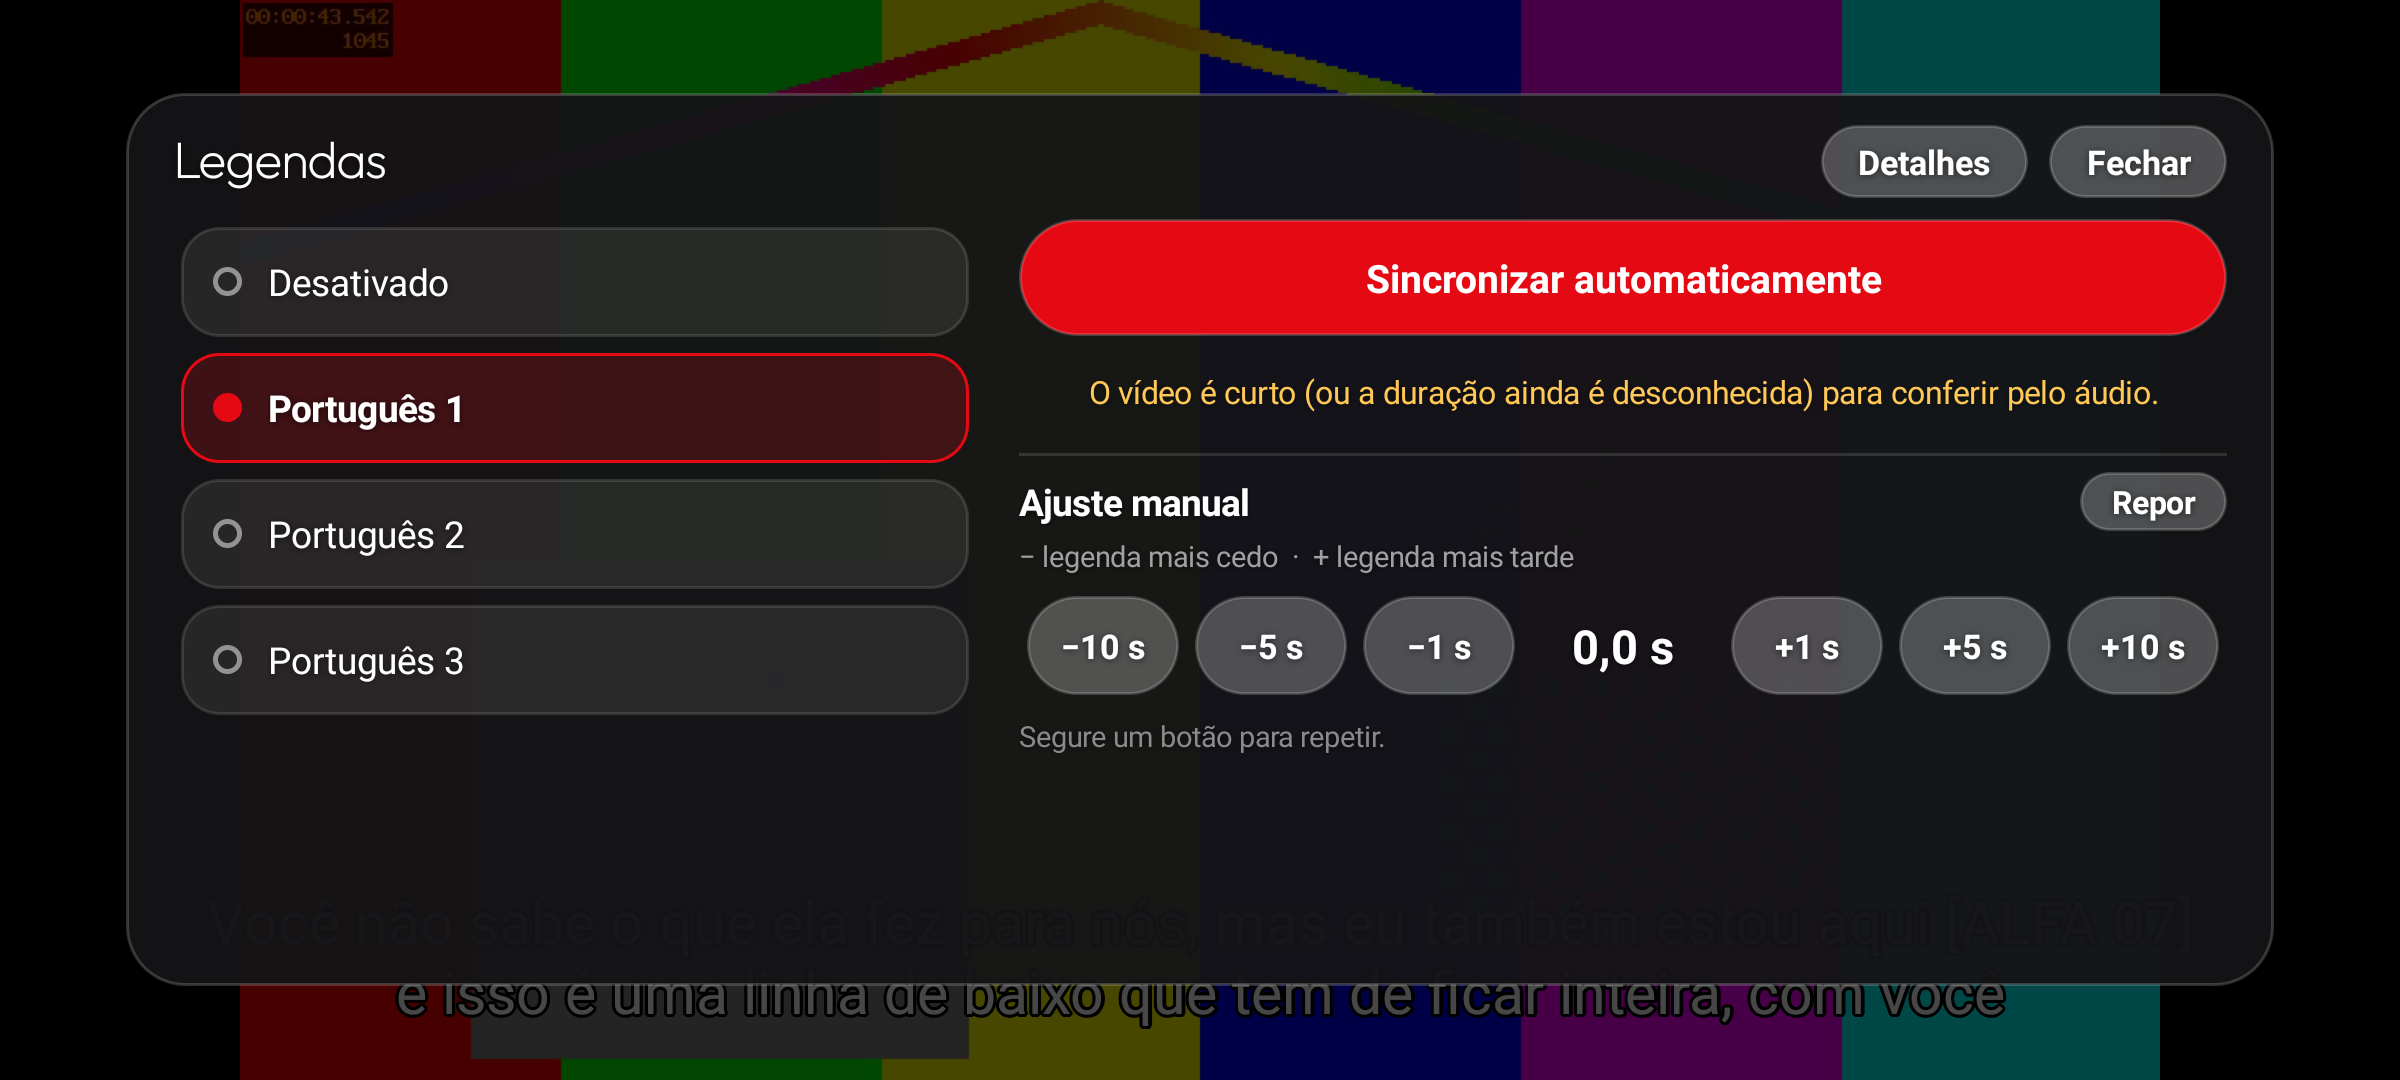 00:00:43.542
1045
Legendas
Detalhes
Fechar
Desativado
Português 1
Português 2
Português 3
Sincronizar automaticamente
O vídeo é curto (ou a duração ainda é desconhecida) para conferir pelo áudio.
Ajuste manual
Repor
− legenda mais cedo · + legenda mais tarde
−10 s
−5 s
−1 s
0,0 s
+1 s
+5 s
+10 s
Segure um botão para repetir.
Você não sabe o que ela fez para nós, mas eu também estou aqui [ALFA 07]
e isso é uma linha de baixo que tem de ficar inteira, com você